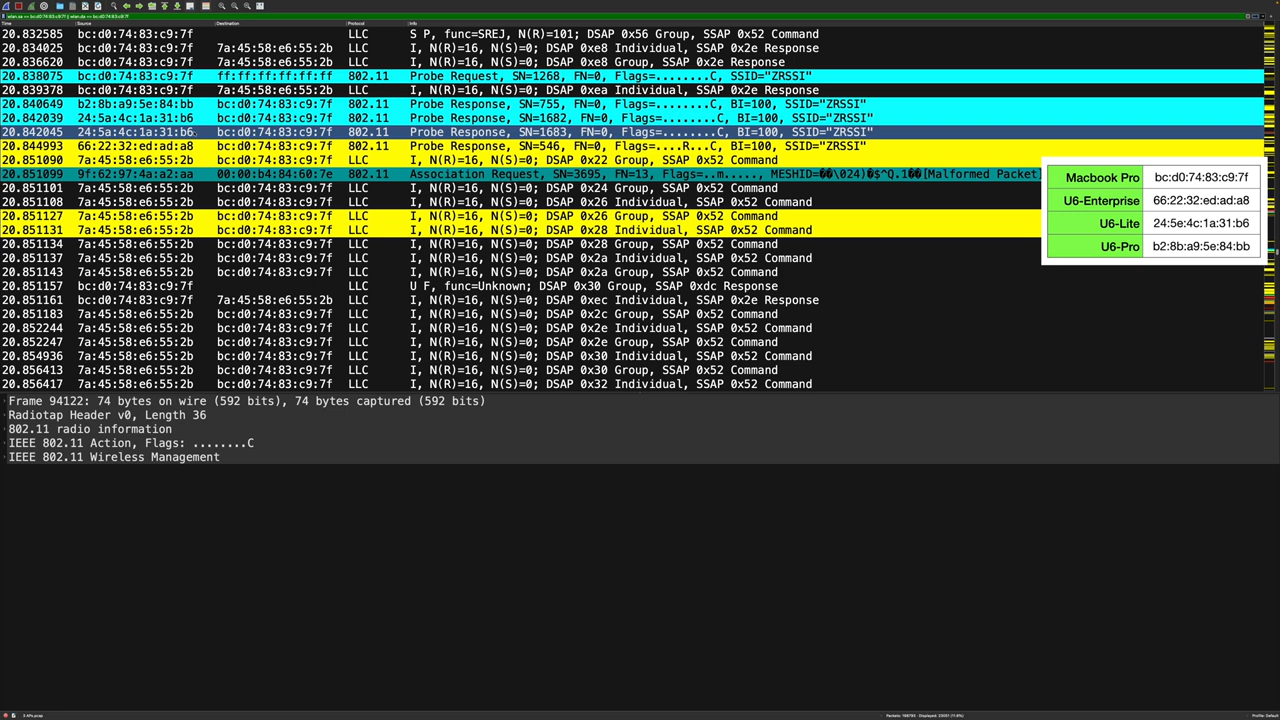 wlan.sa == bc:d0:74:83:c9:7f || wlan.da == bc:d0:74:83:c9:7f
Time Source Destination Protocol Info
20.832585 bc:d0:74:83:c9:7f LLC S P, func=SREJ, N(R)=101; DSAP 0x56 Group, SSAP 0x52 Command
20.834025 bc:d0:74:83:c9:7f 7a:45:58:e6:55:2b LLC I, N(R)=16, N(S)=0; DSAP 0xe8 Individual, SSAP 0x2e Response
20.836620 bc:d0:74:83:c9:7f 7a:45:58:e6:55:2b LLC I, N(R)=16, N(S)=0; DSAP 0xe8 Individual, SSAP 0x2e Response
20.838075 bc:d0:74:83:c9:7f ff:ff:ff:ff:ff:ff 802.11 Probe Request, SN=1268, FN=0, Flags=........C, SSID="ZRSSI"
20.839378 bc:d0:74:83:c9:7f 7a:45:58:e6:55:2b LLC I, N(R)=16, N(S)=0; DSAP 0xea Individual, SSAP 0x2e Response
20.840649 b2:8b:a9:5e:84:bb bc:d0:74:83:c9:7f 802.11 Probe Response, SN=755, FN=0, Flags=........C, BI=100, SSID="ZRSSI"
20.842039 24:5a:4c:1a:31:b6 bc:d0:74:83:c9:7f 802.11 Probe Response, SN=1682, FN=0, Flags=........C, BI=100, SSID="ZRSSI"
20.842045 24:5a:4c:1a:31:b6 bc:d0:74:83:c9:7f 802.11 Probe Response, SN=1683, FN=0, Flags=........C, BI=100, SSID="ZRSSI"
20.844993 66:22:32:ed:ad:a8 bc:d0:74:83:c9:7f 802.11 Probe Response, SN=546, FN=0, Flags=....R...C, BI=100, SSID="ZRSSI"
20.851090 7a:45:58:e6:55:2b bc:d0:74:83:c9:7f LLC I, N(R)=16, N(S)=0; DSAP 0x22 Group, SSAP 0x52 Command
20.851099 9f:62:97:4a:a2:aa 00:00:b4:84:60:7e 802.11 Association Request, SN=3695, FN=13, Flags=..m....., MESHID=��\024)�$^Q.1��[Malformed Packet]
20.851101 7a:45:58:e6:55:2b bc:d0:74:83:c9:7f LLC I, N(R)=16, N(S)=0; DSAP 0x24 Group, SSAP 0x52 Command
20.851108 7a:45:58:e6:55:2b bc:d0:74:83:c9:7f LLC I, N(R)=16, N(S)=0; DSAP 0x26 Individual, SSAP 0x52 Command
20.851127 7a:45:58:e6:55:2b bc:d0:74:83:c9:7f LLC I, N(R)=16, N(S)=0; DSAP 0x26 Group, SSAP 0x52 Command
20.851131 7a:45:58:e6:55:2b bc:d0:74:83:c9:7f LLC I, N(R)=16, N(S)=0; DSAP 0x28 Individual, SSAP 0x52 Command
20.851134 7a:45:58:e6:55:2b bc:d0:74:83:c9:7f LLC I, N(R)=16, N(S)=0; DSAP 0x28 Group, SSAP 0x52 Command
20.851137 7a:45:58:e6:55:2b bc:d0:74:83:c9:7f LLC I, N(R)=16, N(S)=0; DSAP 0x2a Individual, SSAP 0x52 Command
20.851143 7a:45:58:e6:55:2b bc:d0:74:83:c9:7f LLC I, N(R)=16, N(S)=0; DSAP 0x2a Group, SSAP 0x52 Command
20.851157 bc:d0:74:83:c9:7f LLC U F, func=Unknown; DSAP 0x30 Group, SSAP 0xdc Response
20.851161 bc:d0:74:83:c9:7f 7a:45:58:e6:55:2b LLC I, N(R)=16, N(S)=0; DSAP 0xec Individual, SSAP 0x2e Response
20.851183 7a:45:58:e6:55:2b bc:d0:74:83:c9:7f LLC I, N(R)=16, N(S)=0; DSAP 0x2c Group, SSAP 0x52 Command
20.852244 7a:45:58:e6:55:2b bc:d0:74:83:c9:7f LLC I, N(R)=16, N(S)=0; DSAP 0x2e Individual, SSAP 0x52 Command
20.852247 7a:45:58:e6:55:2b bc:d0:74:83:c9:7f LLC I, N(R)=16, N(S)=0; DSAP 0x2e Group, SSAP 0x52 Command
20.854936 7a:45:58:e6:55:2b bc:d0:74:83:c9:7f LLC I, N(R)=16, N(S)=0; DSAP 0x30 Individual, SSAP 0x52 Command
20.856413 7a:45:58:e6:55:2b bc:d0:74:83:c9:7f LLC I, N(R)=16, N(S)=0; DSAP 0x30 Group, SSAP 0x52 Command
20.856417 7a:45:58:e6:55:2b bc:d0:74:83:c9:7f LLC I, N(R)=16, N(S)=0; DSAP 0x32 Individual, SSAP 0x52 Command
Macbook Pro bc:d0:74:83:c9:7f
U6-Enterprise 66:22:32:ed:ad:a8
U6-Lite 24:5e:4c:1a:31:b6
U6-Pro b2:8b:a9:5e:84:bb
Frame 94122: 74 bytes on wire (592 bits), 74 bytes captured (592 bits)
Radiotap Header v0, Length 36
802.11 radio information
IEEE 802.11 Action, Flags: ........C
IEEE 802.11 Wireless Management
3 APs.pcap
Profile: Default